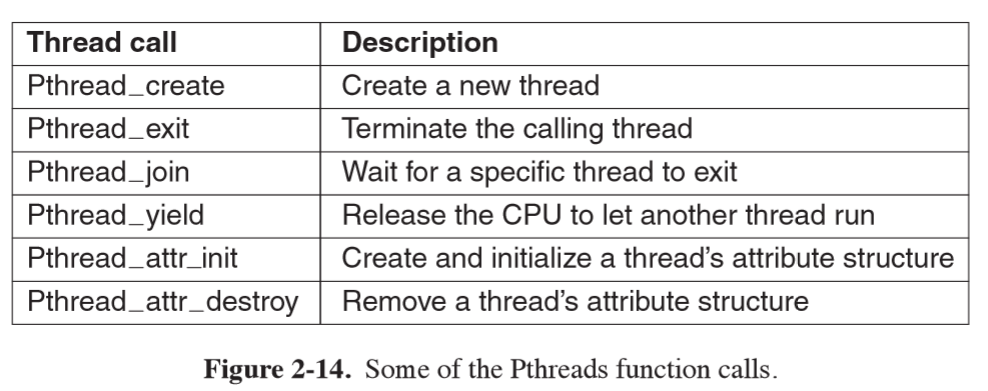 Thread call Description
Pthread_create Create a new thread
Pthread_exit Terminate the calling thread
Pthread_join Wait for a specific thread to exit
Pthread_yield Release the CPU to let another thread run
Pthread_attr_init Create and initialize a thread’s attribute structure
Pthread_attr_destroy Remove a thread’s attribute structure
Figure 2-14. Some of the Pthreads function calls.